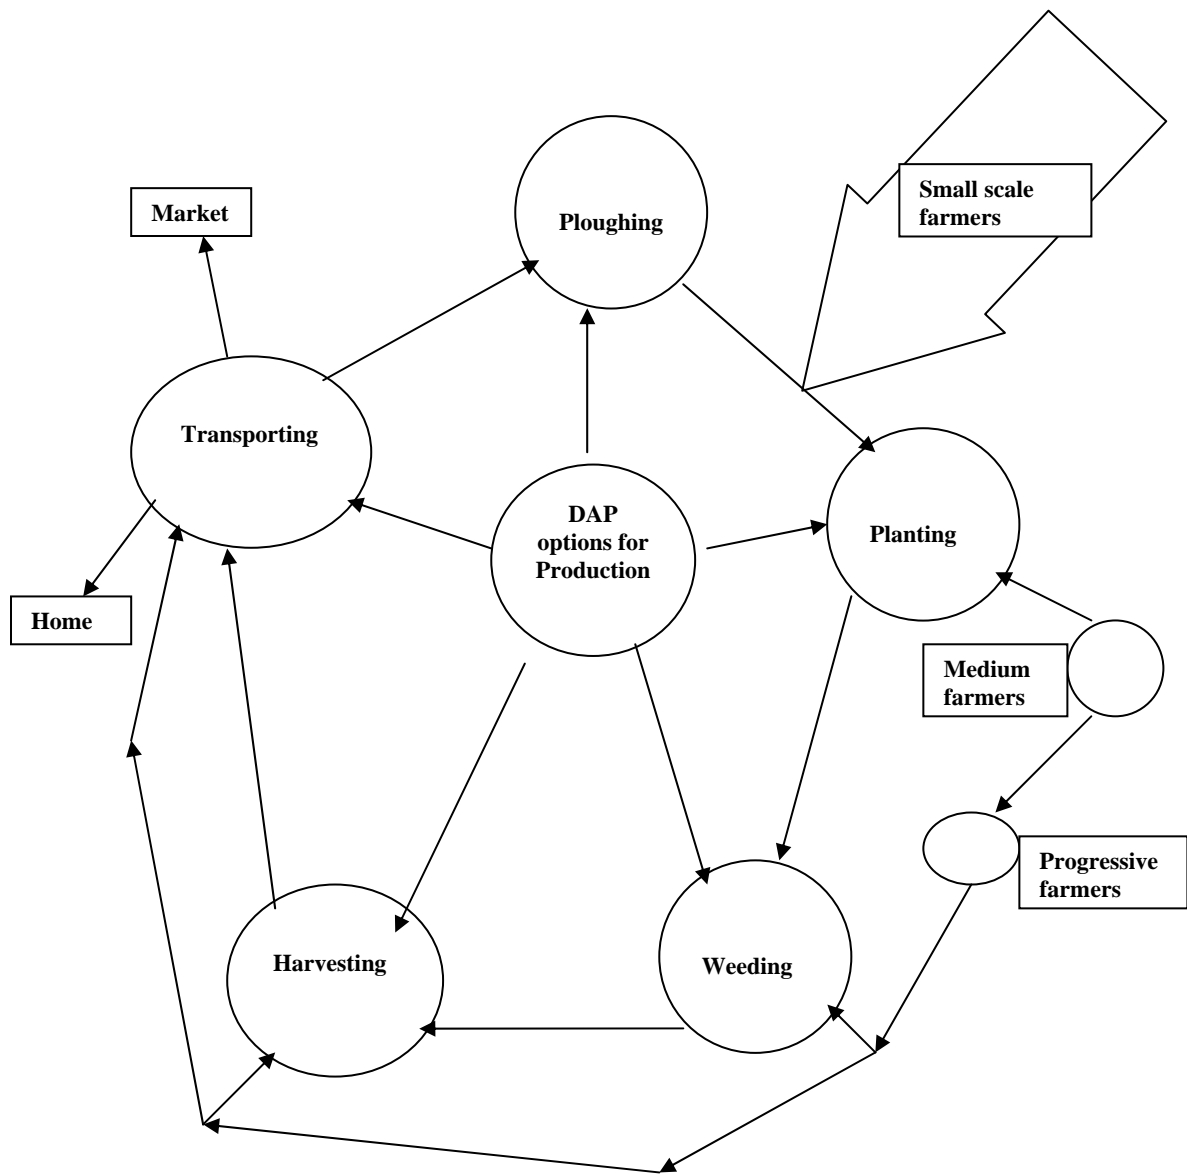 Small scale
farmers
Market
Ploughing
Transporting
DAP
options for
Production
Planting
Home
Medium
farmers
Progressive
farmers
Harvesting
Weeding